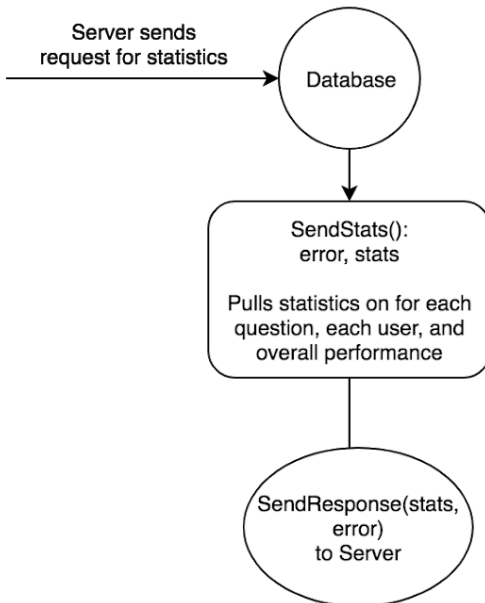 Server sends
request for statistics
Database
SendStats():
error, stats
Pulls statistics on for each
question, each user, and
overall performance
SendResponse(stats,
error)
to Server